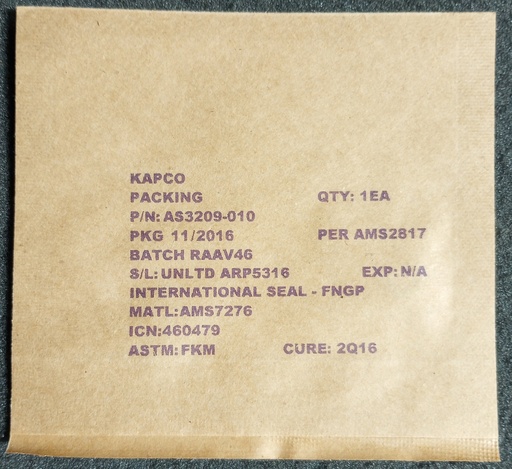 KAPCO
PACKING QTY: 1EA
P/N: AS3209-010
PKG 11/2016 PER AMS2817
BATCH RAAV46
S/L: UNLTD ARP5316 EXP: N/A
INTERNATIONAL SEAL - FNGP
MATL:AMS7276
ICN:460479
ASTM: FKM CURE: 2Q16